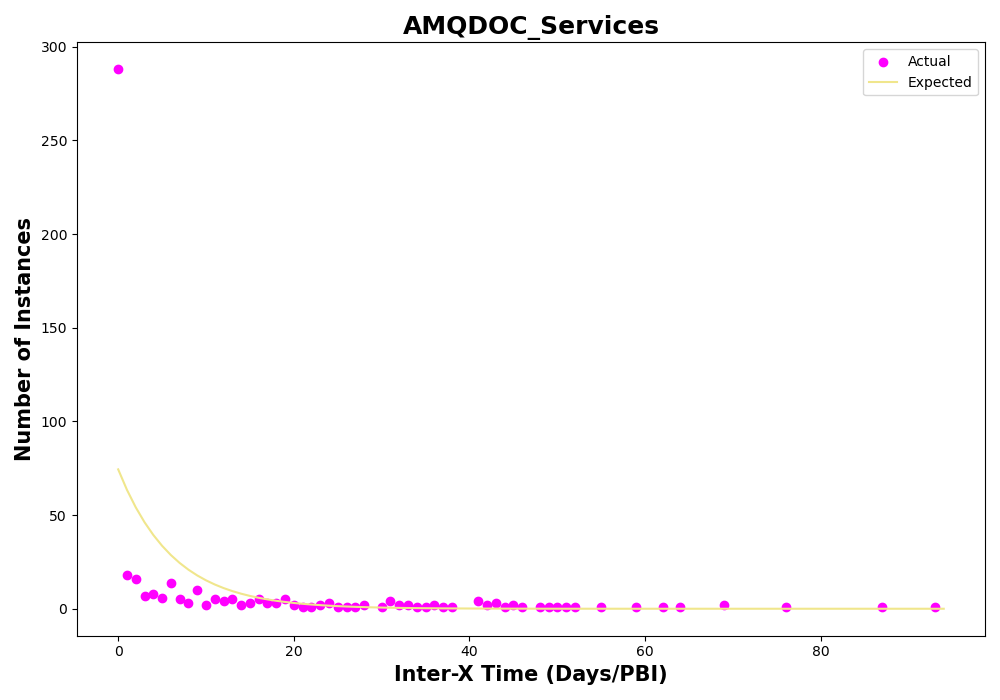 AMQDOC_Services
Actual
Expected
Number of Instances
300
250
200
150
100
50
0
0 20 40 60 80
Inter-X Time (Days/PBI)